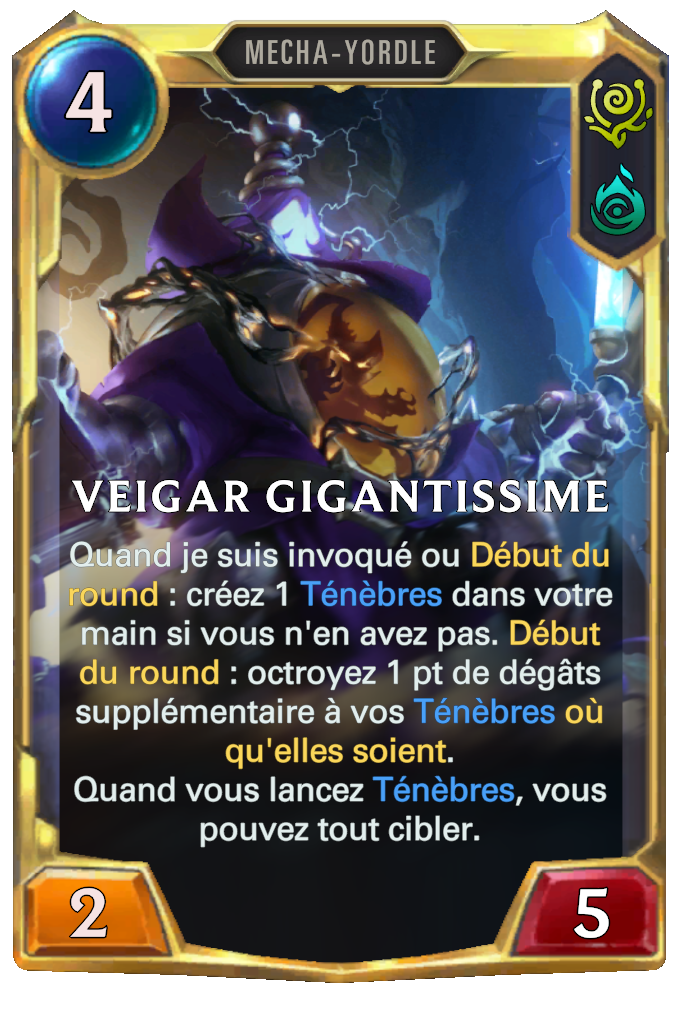 MECHA-YORDLE
4
VEIGAR GIGANTISSIME
Quand je suis invoqué ou Début du
round : créez 1 Ténèbres dans votre
main si vous n'en avez pas. Début
du round : octroyez 1 pt de dégâts
supplémentaire à vos Ténèbres où
qu'elles soient.
Quand vous lancez Ténèbres, vous
pouvez tout cibler.
2
5